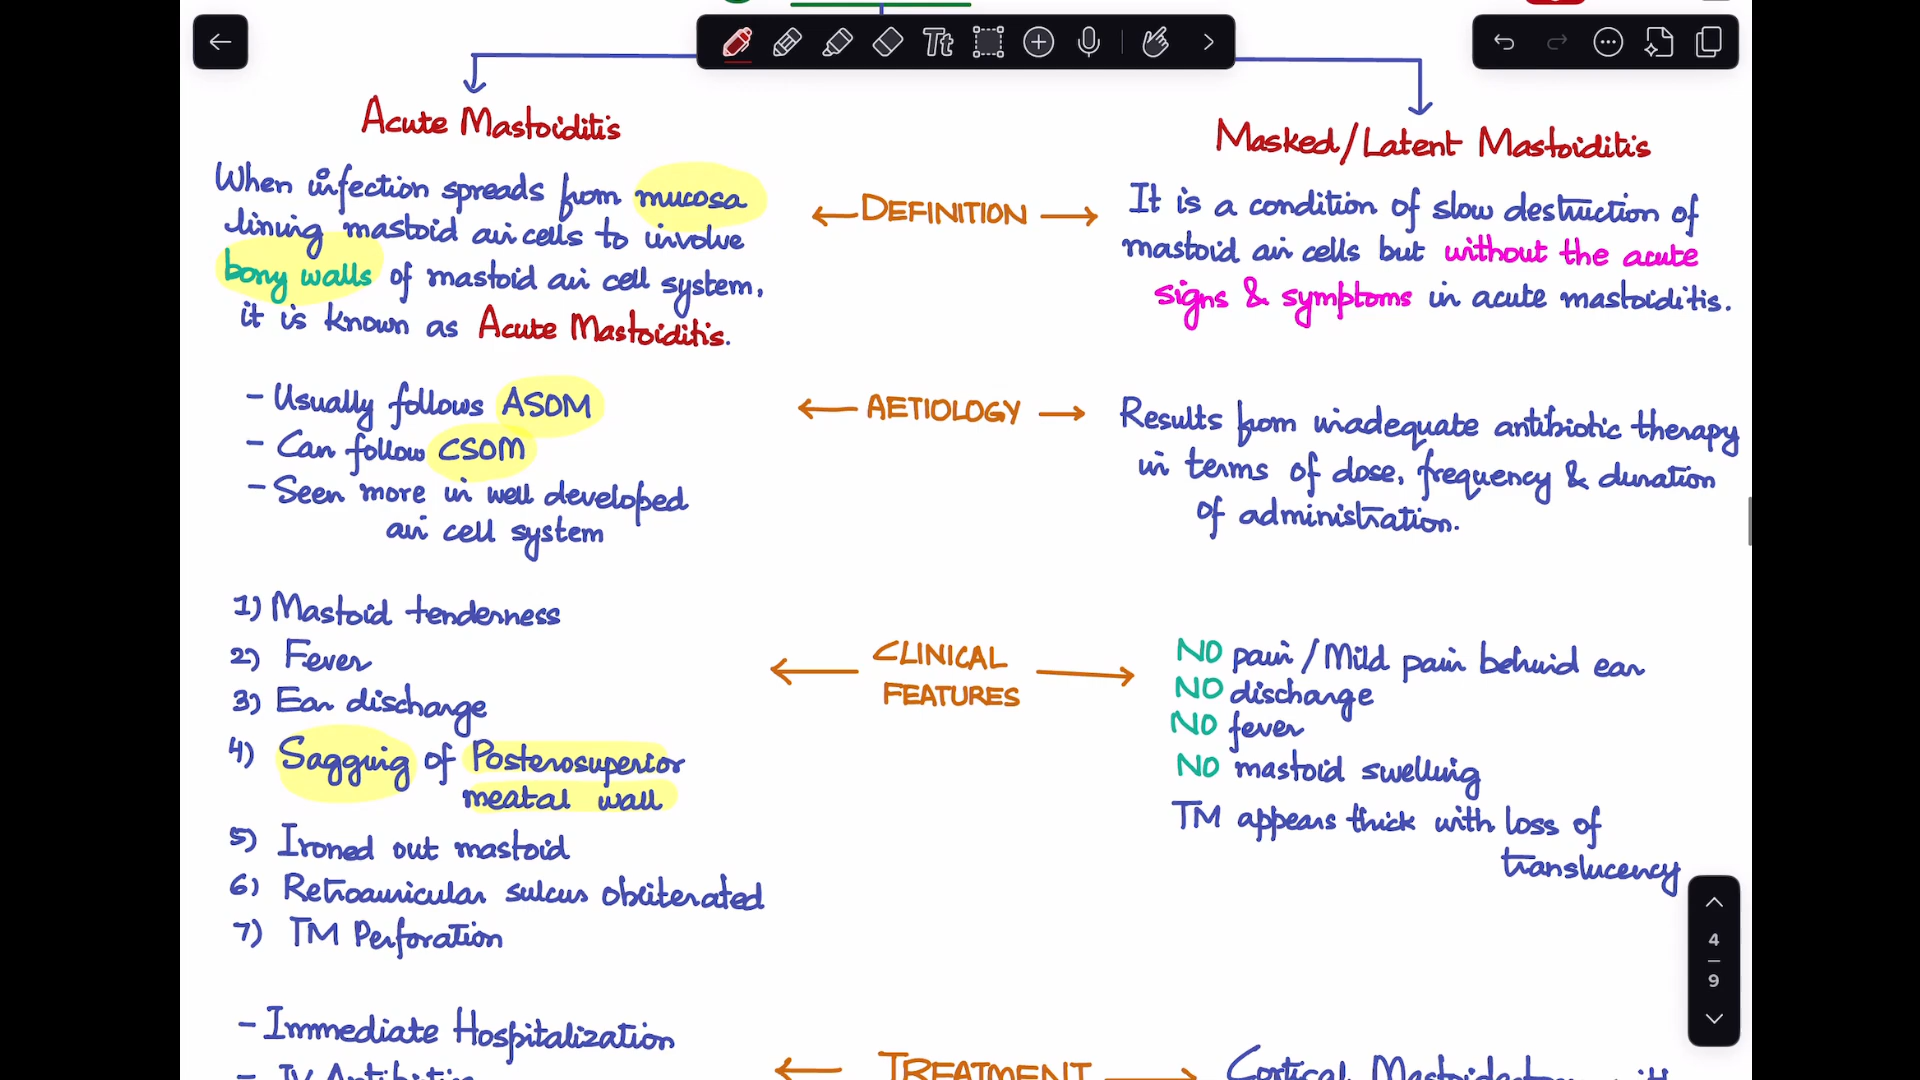 Tt
Acute Mastoiditis
When infection spreads from mucosa
lining mastoid air cells to involve
bony walls of mastoid air cell system,
it is known as Acute Mastoiditis.
← DEFINITION →
Masked/Latent Mastoiditis
It is a condition of slow destruction of
mastoid air cells but without the acute
signs & symptoms in acute mastoiditis.
- Usually follows ASOM
- Can follow CSOM
- Seen more in well developed
air cell system
← AETIOLOGY →
Results from inadequate antibiotic therapy
in terms of dose, frequency & duration
of administration.
1) Mastoid tenderness
2) Fever
3) Ear discharge
4) Sagging of Posterosuperior
meatal wall
5) Ironed out mastoid
6) Retroauricular sulcus obliterated
7) TM Perforation
← CLINICAL →
FEATURES
NO pain / Mild pain behind ear
NO discharge
NO fever
NO mastoid swelling
TM appears thick with loss of
translucency
- Immediate Hospitalization
- IV Antibiotics
← TREATMENT →
Cortical Mastoidectomy with
4
9